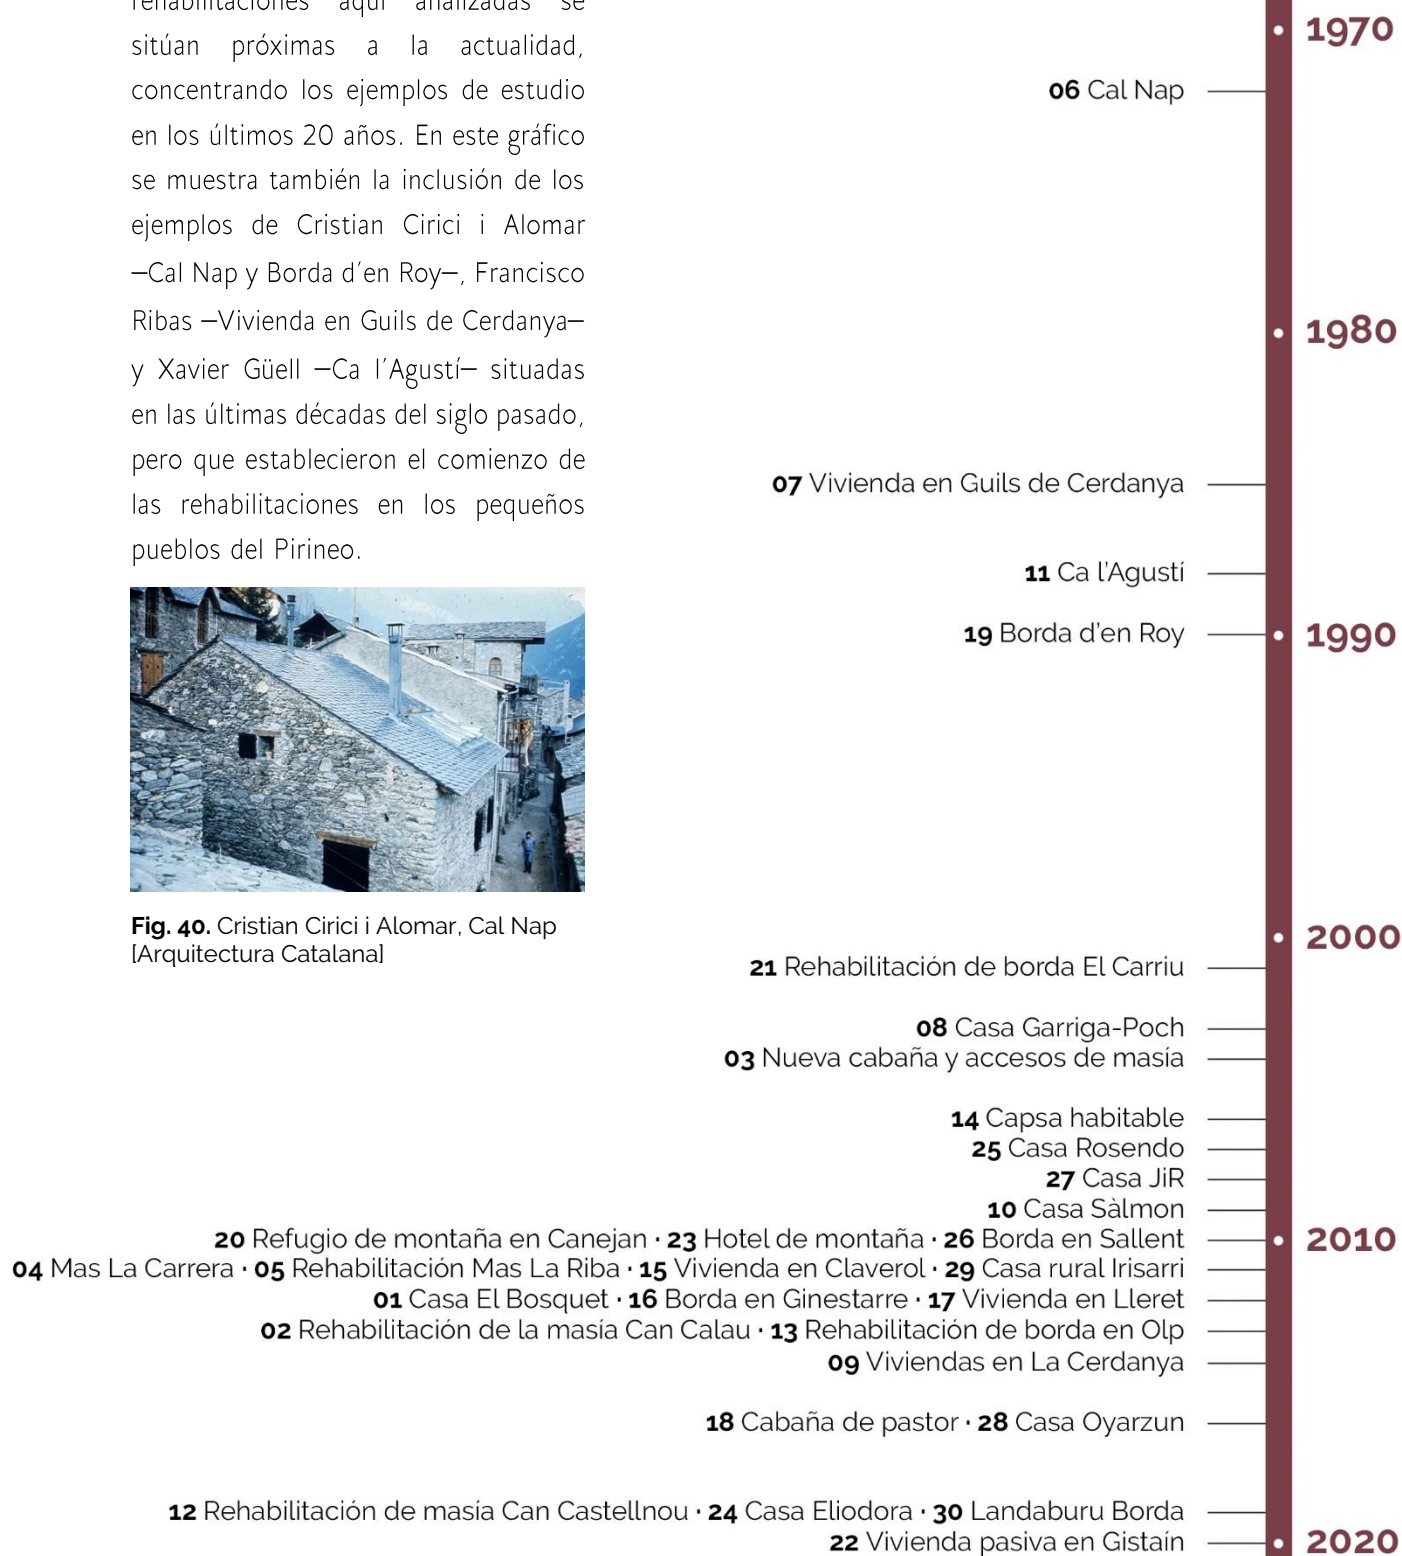 rehabilitaciones aquí analizadas se
sitúan próximas a la actualidad,
concentrando los ejemplos de estudio
en los últimos 20 años. En este gráfico
se muestra también la inclusión de los
ejemplos de Cristian Cirici i Alomar
—Cal Nap y Borda d´en Roy—, Francisco
Ribas —Vivienda en Guils de Cerdanya—
y Xavier Güell —Ca l´Agustí— situadas
en las últimas décadas del siglo pasado,
pero que establecieron el comienzo de
las rehabilitaciones en los pequeños
pueblos del Pirineo.
Fig. 40. Cristian Cirici i Alomar, Cal Nap
[Arquitectura Catalana]
1970
06 Cal Nap
1980
07 Vivienda en Guils de Cerdanya
11 Ca l’Agustí
19 Borda d’en Roy
1990
2000
21 Rehabilitación de borda El Carriu
08 Casa Garriga-Poch
03 Nueva cabaña y accesos de masía
14 Capsa habitable
25 Casa Rosendo
27 Casa JiR
10 Casa Sàlmon
20 Refugio de montaña en Canejan · 23 Hotel de montaña · 26 Borda en Sallent
2010
04 Mas La Carrera · 05 Rehabilitación Mas La Riba · 15 Vivienda en Claverol · 29 Casa rural Irisarri
01 Casa El Bosquet · 16 Borda en Ginestarre · 17 Vivienda en Lleret
02 Rehabilitación de la masía Can Calau · 13 Rehabilitación de borda en Olp
09 Viviendas en La Cerdanya
18 Cabaña de pastor · 28 Casa Oyarzun
12 Rehabilitación de masía Can Castellnou · 24 Casa Eliodora · 30 Landaburu Borda
22 Vivienda pasiva en Gistaín
2020